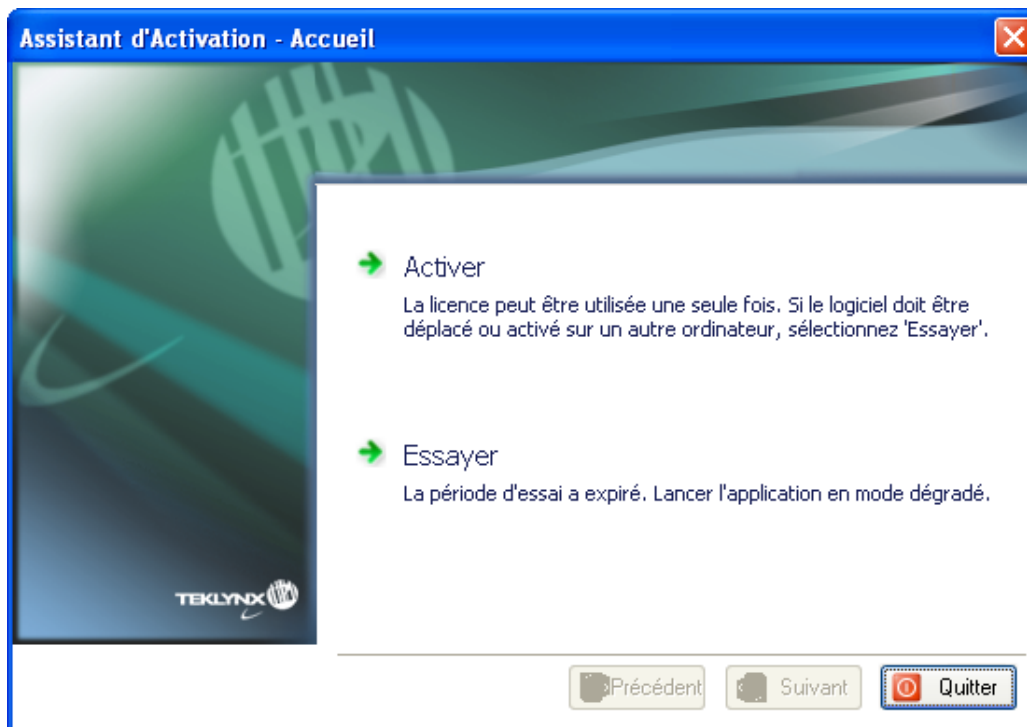 Assistant d'Activation - Accueil
Activer
La licence peut être utilisée une seule fois. Si le logiciel doit être
déplacé ou activé sur un autre ordinateur, sélectionnez 'Essayer'.
Essayer
La période d'essai a expiré. Lancer l'application en mode dégradé.
TEKLYNX
Précédent
Suivant
Quitter